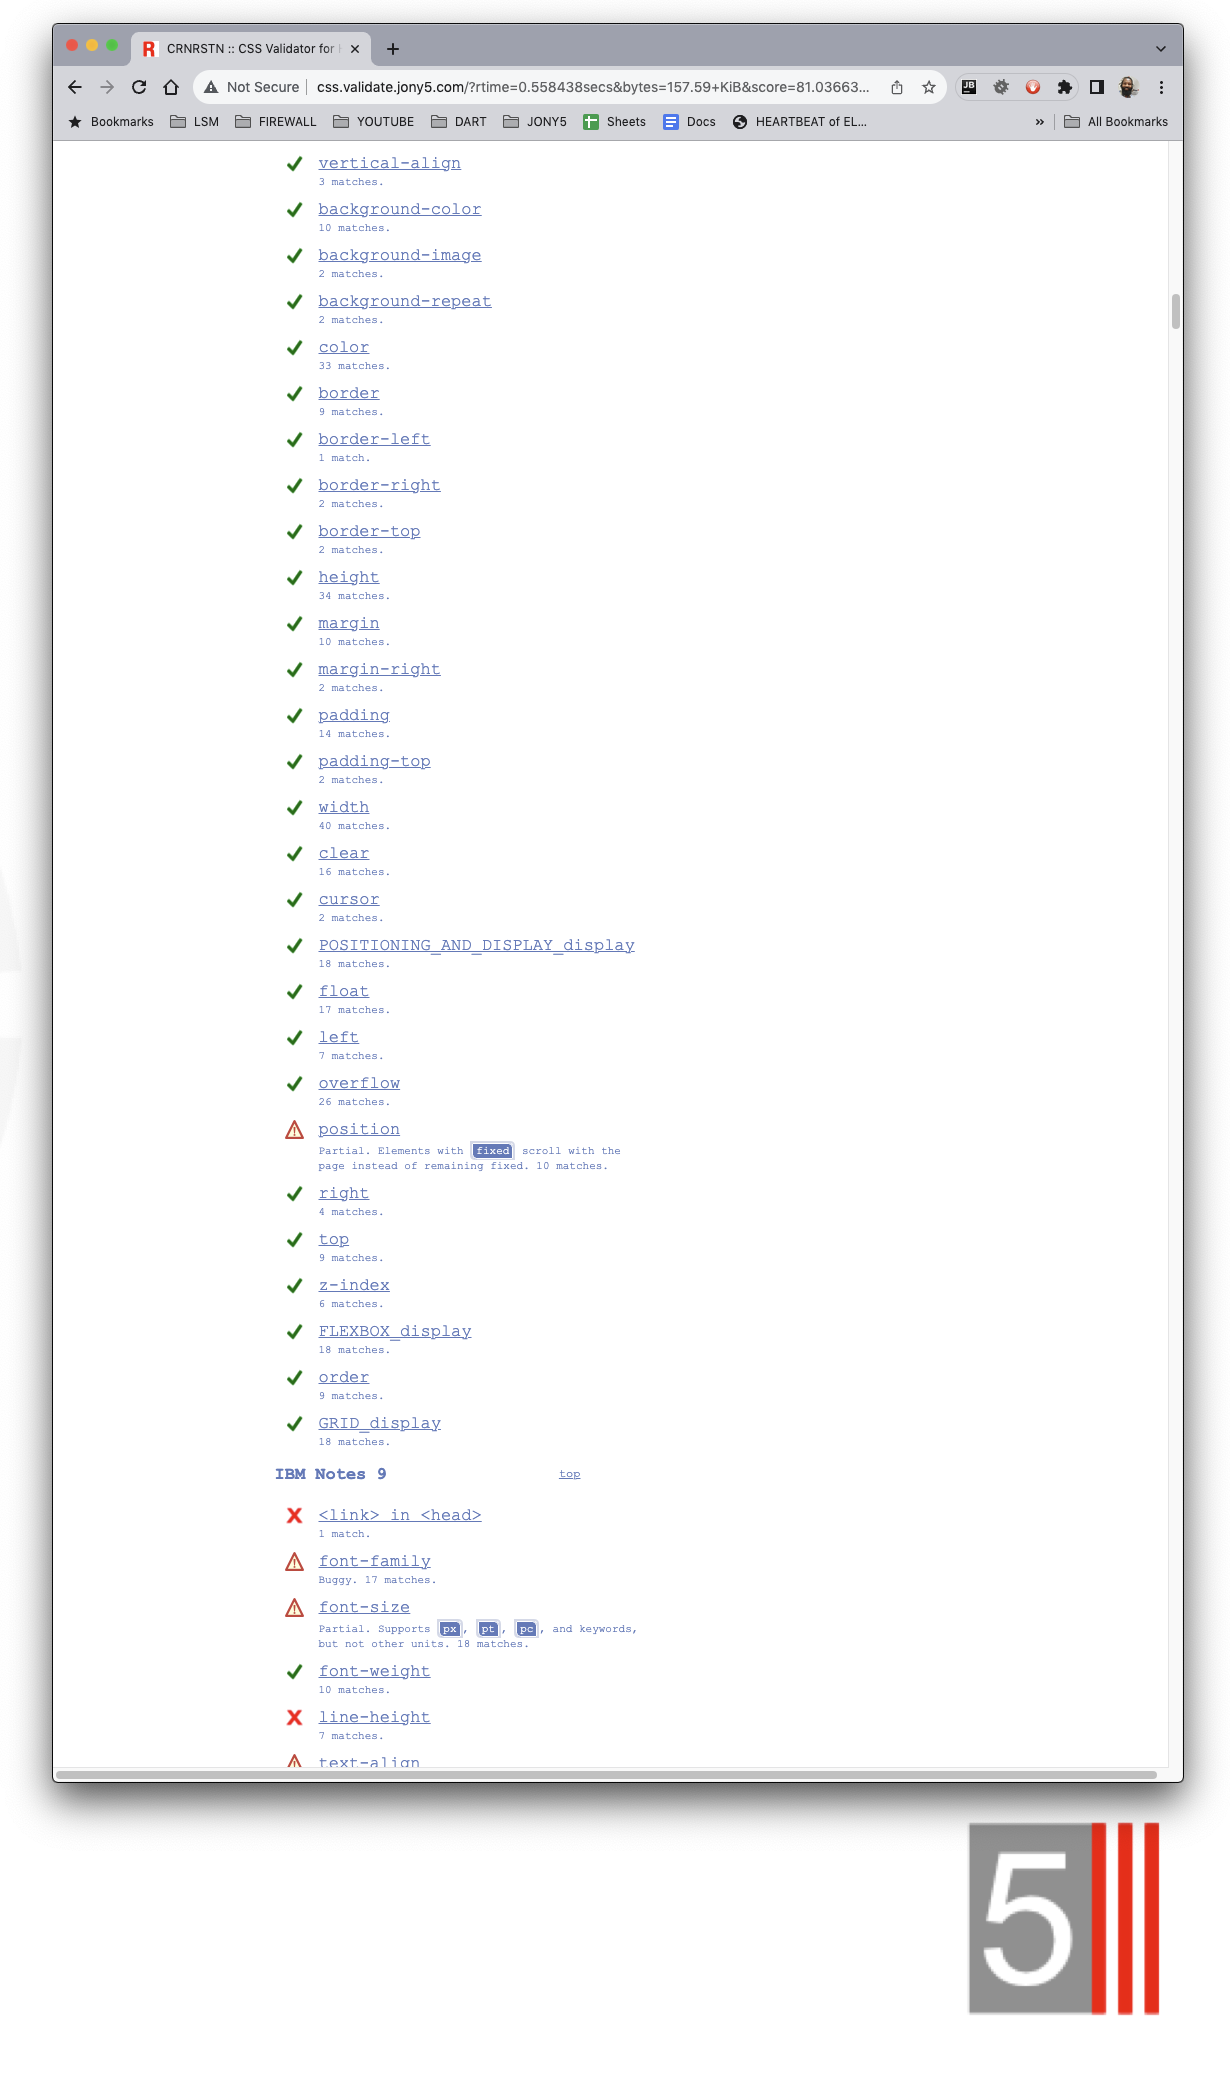 CRNRSTN :: CSS Validator for
Not Secure
css.validate.jony5.com/?rtime=0.558438secs&bytes=157.59+KiB&score=81.03663...
JB
Bookmarks
LSM
FIREWALL
YOUTUBE
DART
JONY5
Sheets
Docs
HEARTBEAT of EL...
»
All Bookmarks
vertical-align
3 matches.
background-color
10 matches.
background-image
2 matches.
background-repeat
2 matches.
color
33 matches.
border
9 matches.
border-left
1 match.
border-right
2 matches.
border-top
2 matches.
height
34 matches.
margin
10 matches.
margin-right
2 matches.
padding
14 matches.
padding-top
2 matches.
width
40 matches.
clear
16 matches.
cursor
2 matches.
POSITIONING_AND_DISPLAY_display
18 matches.
float
17 matches.
left
7 matches.
overflow
26 matches.
position
Partial. Elements with fixed scroll with the
page instead of remaining fixed. 10 matches.
right
4 matches.
top
9 matches.
z-index
6 matches.
FLEXBOX_display
18 matches.
order
9 matches.
GRID_display
18 matches.
IBM Notes 9
top
<link> in <head>
1 match.
font-family
Buggy. 17 matches.
font-size
Partial. Supports px, pt, pc, and keywords,
but not other units. 18 matches.
font-weight
10 matches.
line-height
7 matches.
text-align
5